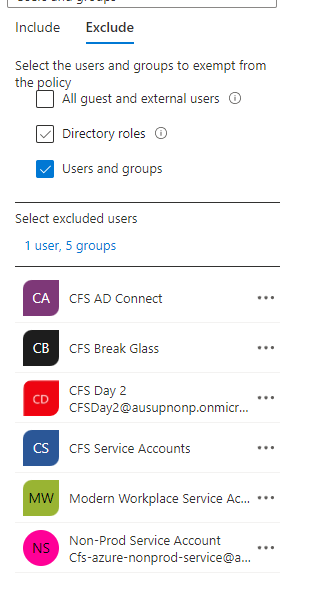 Include Exclude
Select the users and groups to exempt from
the policy
All guest and external users
Directory roles
Users and groups
Select excluded users
1 user, 5 groups
CA CFS AD Connect
CB CFS Break Glass
CD CFS Day 2
CFSDay2@ausupnonp.onmicr...
CS CFS Service Accounts
MW Modern Workplace Service Ac...
NS Non-Prod Service Account
Cfs-azure-nonprod-service@a...